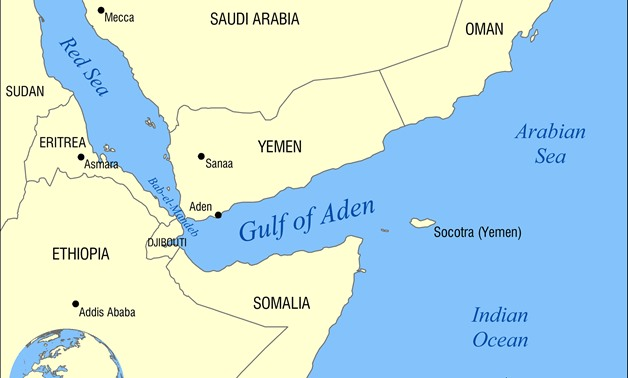 Mecca
SAUDI ARABIA
OMAN
Red Sea
SUDAN
Arabian
Sea
ERITREA
Asmara
Sanaa
YEMEN
Bab-el-Mandeb
Aden
Gulf of Aden
Socotra (Yemen)
DJIBOUTI
ETHIOPIA
SOMALIA
Addis Ababa
Indian
Ocean